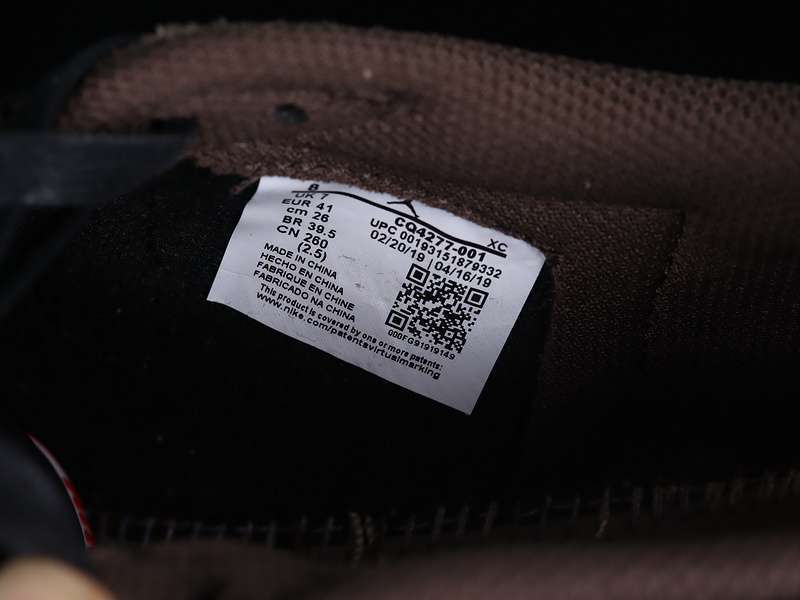 8
UK 7
EUR 41
cm 26
BR 39.5
CN 260
(2.5)
MADE IN CHINA
HECHO EN CHINA
FABRIQUE EN CHINE
FABRICADO NA CHINA
This product is covered by one or more patents:
www.nike.com/patentsvirtualmarking
XC
CQ4277-001
UPC 00193151879332
02/20/19 | 04/16/19
000FG91919149